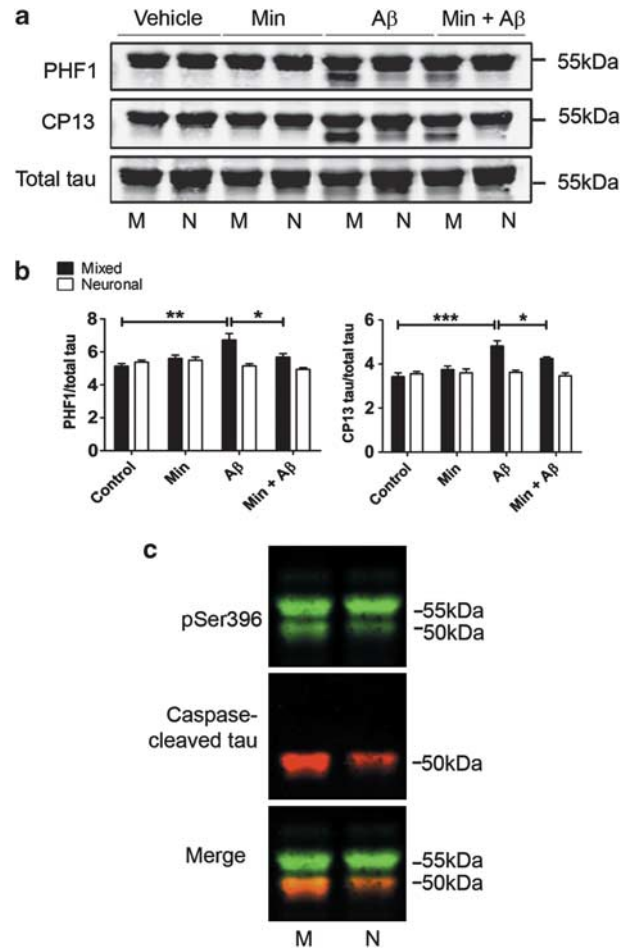 a
Vehicle Min Aβ Min + Aβ
PHF1 55kDa
CP13 55kDa
Total tau 55kDa
M N M N M N M N
b
Mixed
Neuronal
** *
*** *
PHF1/total tau
8
6
4
2
0
Control Min Aβ Min + Aβ
CP13 tau/total tau
6
4
2
0
Control Min Aβ Min + Aβ
c
pSer396
-55kDa
-50kDa
Caspase-
cleaved tau
-50kDa
Merge
-55kDa
-50kDa
M N